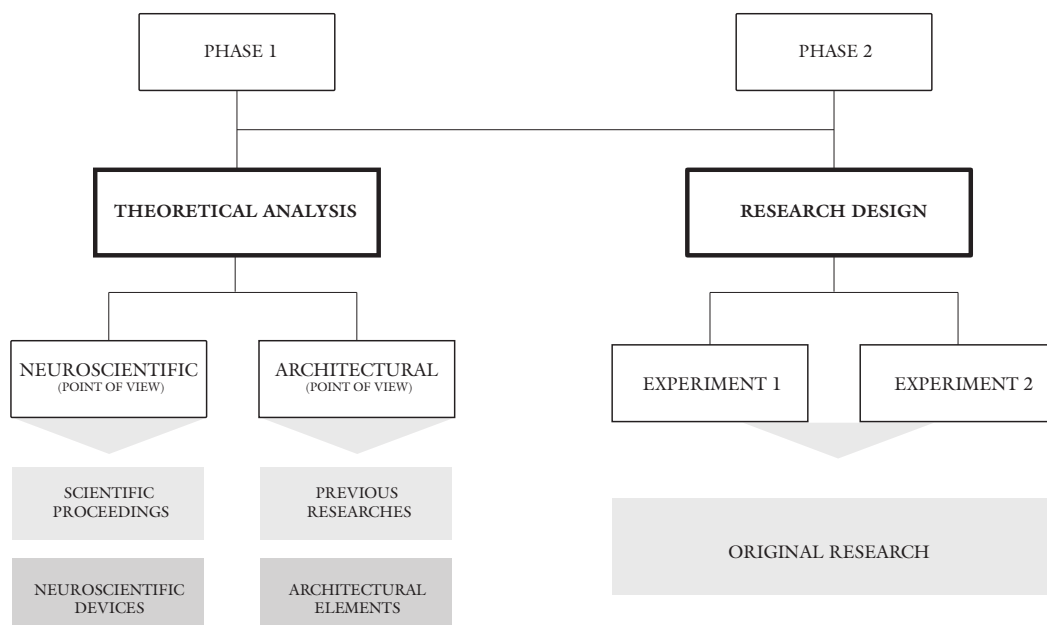 PHASE 1
PHASE 2
THEORETICAL ANALYSIS
RESEARCH DESIGN
NEUROSCIENTIFIC
(POINT OF VIEW)
ARCHITECTURAL
(POINT OF VIEW)
EXPERIMENT 1
EXPERIMENT 2
SCIENTIFIC
PROCEEDINGS
PREVIOUS
RESEARCHES
ORIGINAL RESEARCH
NEUROSCIENTIFIC
DEVICES
ARCHITECTURAL
ELEMENTS